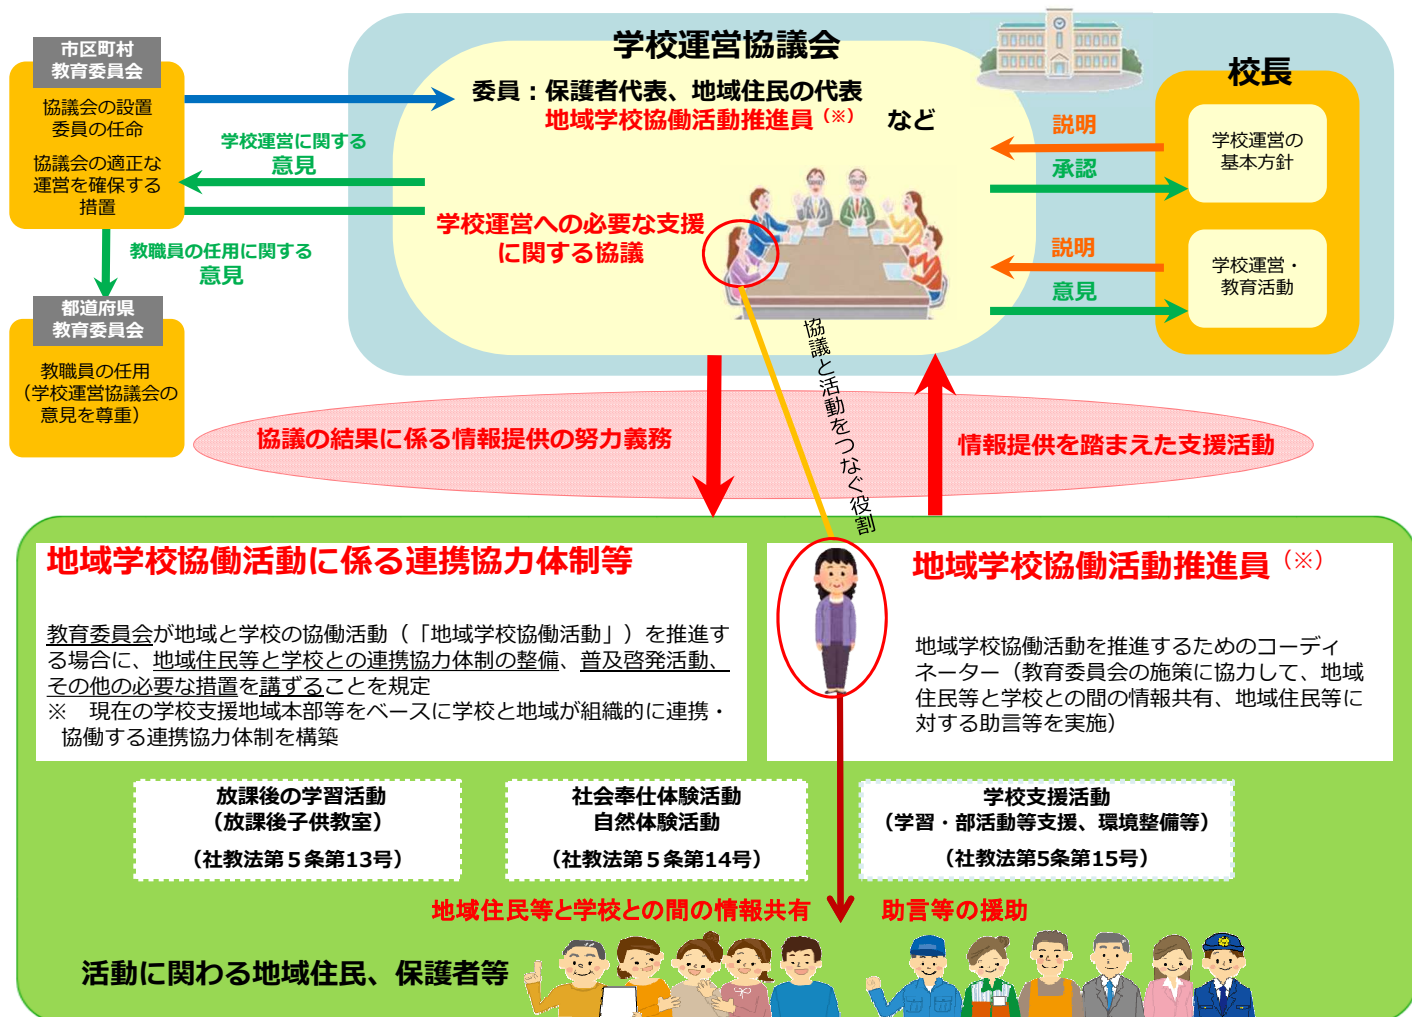 学校運営協議会
委員：保護者代表、地域住民の代表
地域学校協働活動推進員（※）　など
市区町村
教育委員会
協議会の設置
委員の任命
協議会の適正な
運営を確保する
措置
学校運営に関する
意見
教職員の任用に関する
意見
都道府県
教育委員会
教職員の任用
（学校運営協議会の
意見を尊重）
学校運営への必要な支援
に関する協議
校長
説明
承認
学校運営の
基本方針
説明
意見
学校運営・
教育活動
協議と活動をつなぐ役割
協議の結果に係る情報提供の努力義務
情報提供を踏まえた支援活動
地域学校協働活動に係る連携協力体制等
教育委員会が地域と学校の協働活動（「地域学校協働活動」）を推進す
る場合に、地域住民等と学校との連携協力体制の整備、普及啓発活動、
その他の必要な措置を講ずることを規定
※　現在の学校支援地域本部等をベースに学校と地域が組織的に連携・
協働する連携協力体制を構築
地域学校協働活動推進員（※）
地域学校協働活動を推進するためのコーディ
ネーター（教育委員会の施策に協力して、地域
住民等と学校との間の情報共有、地域住民等に
対する助言等を実施）
放課後の学習活動
（放課後子供教室）
（社教法第５条第13号）
社会奉仕体験活動
自然体験活動
（社教法第５条第14号）
学校支援活動
（学習・部活動等支援、環境整備等）
（社教法第5条第15号）
地域住民等と学校との間の情報共有
助言等の援助
活動に関わる地域住民、保護者等